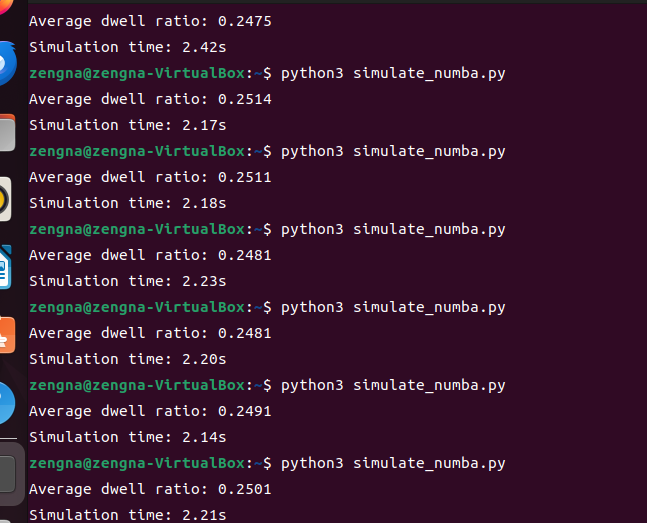 Average dwell ratio: 0.2475
Simulation time: 2.42s
zengna@zengna-VirtualBox:~$ python3 simulate_numba.py
Average dwell ratio: 0.2514
Simulation time: 2.17s
zengna@zengna-VirtualBox:~$ python3 simulate_numba.py
Average dwell ratio: 0.2511
Simulation time: 2.18s
zengna@zengna-VirtualBox:~$ python3 simulate_numba.py
Average dwell ratio: 0.2481
Simulation time: 2.23s
zengna@zengna-VirtualBox:~$ python3 simulate_numba.py
Average dwell ratio: 0.2481
Simulation time: 2.20s
zengna@zengna-VirtualBox:~$ python3 simulate_numba.py
Average dwell ratio: 0.2491
Simulation time: 2.14s
zengna@zengna-VirtualBox:~$ python3 simulate_numba.py
Average dwell ratio: 0.2501
Simulation time: 2.21s